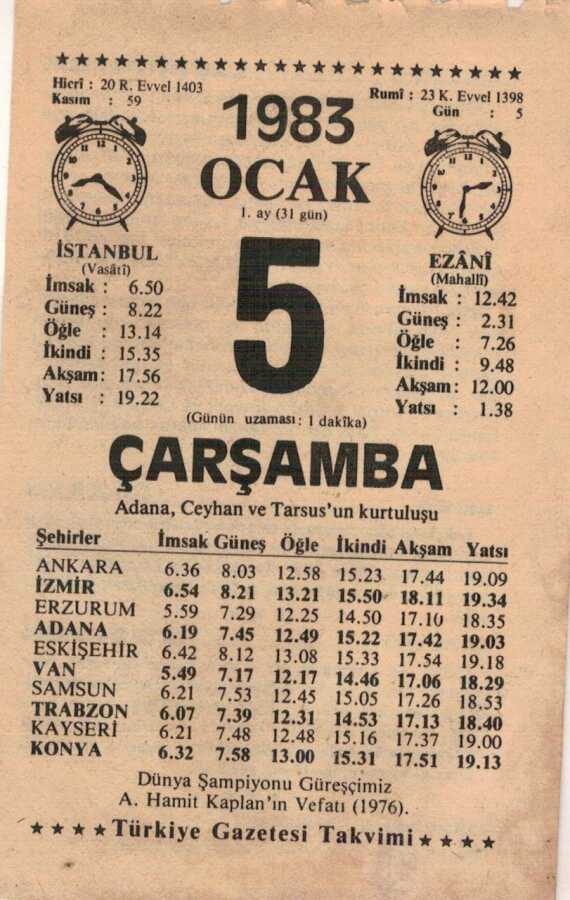 Hicrî : 20 R. Evvel 1403
Kasım : 59
Rumî : 23 K. Evvel 1398
Gün : 5
1983
OCAK
1. ay (31 gün)
5
İSTANBUL
(Vasâtî)
İmsak : 6.50
Güneş : 8.22
Öğle : 13.14
İkindi : 15.35
Akşam: 17.56
Yatsı : 19.22
EZÂNÎ
(Mahallî)
İmsak : 12.42
Güneş : 2.31
Öğle : 7.26
İkindi : 9.48
Akşam: 12.00
Yatsı : 1.38
(Günün uzaması: 1 dakîka)
ÇARŞAMBA
Adana, Ceyhan ve Tarsus'un kurtuluşu
Şehirler İmsak Güneş Öğle İkindi Akşam Yatsı
ANKARA 6.36 8.03 12.58 15.23 17.44 19.09
İZMİR 6.54 8.21 13.21 15.50 18.11 19.34
ERZURUM 5.59 7.29 12.25 14.50 17.10 18.35
ADANA 6.19 7.45 12.49 15.22 17.42 19.03
ESKİŞEHİR 6.42 8.12 13.08 15.33 17.54 19.18
VAN 5.49 7.17 12.17 14.46 17.06 18.29
SAMSUN 6.21 7.53 12.45 15.05 17.26 18.53
TRABZON 6.07 7.39 12.31 14.53 17.13 18.40
KAYSERİ 6.21 7.48 12.48 15.16 17.37 19.00
KONYA 6.32 7.58 13.00 15.31 17.51 19.13
Dünya Şampiyonu Güreşçimiz
A. Hamit Kaplan'ın Vefatı (1976).
★★★★Türkiye Gazetesi Takvimi★★★★